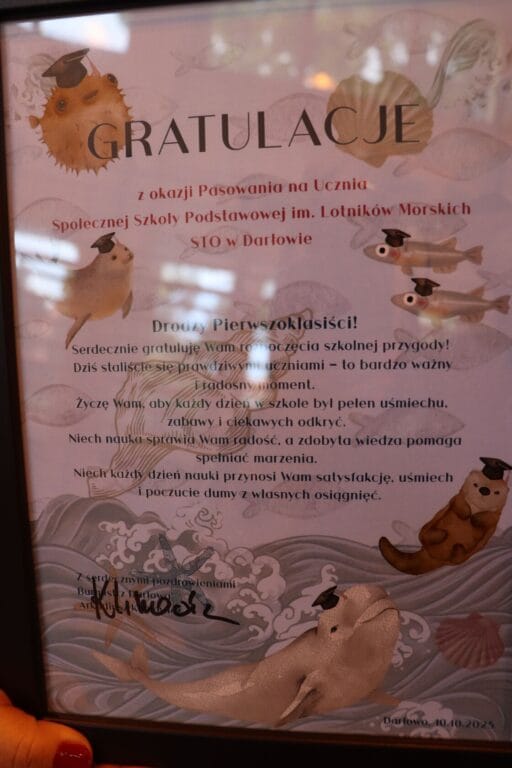 GRATULACJE
z okazji Pasowania na Ucznia
Społecznej Szkoły Podstawowej im. Lotników Morskich
STO w Darłowie
Drodzy Pierwszoklasiści!
Serdecznie gratuluję Wam rozpoczęcia szkolnej przygody!
Dziś staliście się prawdziwymi uczniami – to bardzo ważny
i radosny moment.
Życzę Wam, aby każdy dzień w szkole był pełen uśmiechu,
zabawy i ciekawych odkryć.
Niech nauka sprawia Wam radość, a zdobyta wiedza pomaga
spełniać marzenia.
Niech każdy dzień nauki przynosi Wam satysfakcję, uśmiech
i poczucie dumy z własnych osiągnięć.
Z serdecznymi pozdrowieniami
Burmistrz Darłowa
Darłowo, 10.10.2025